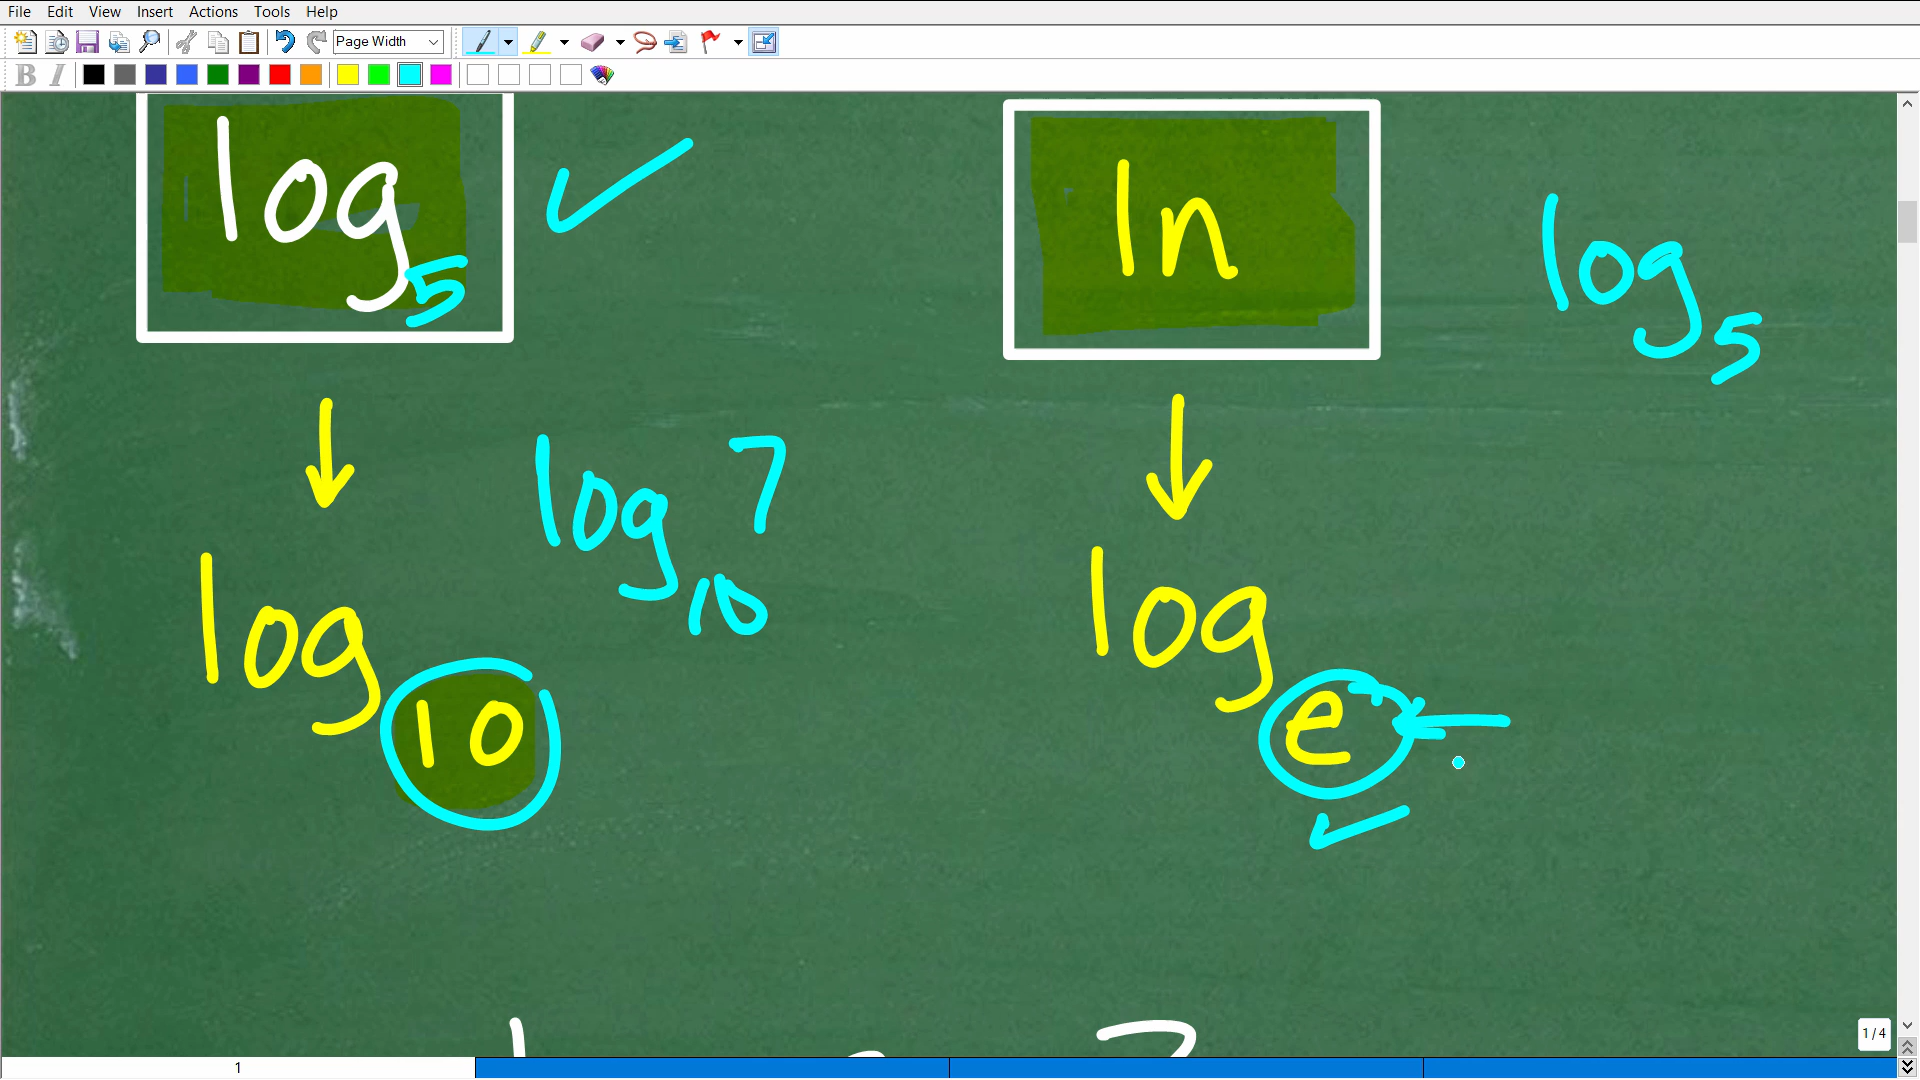 File Edit View Insert Actions Tools Help
Page Width
B I
log5
ln
log5
log10 7
log10
loge
1/4
1